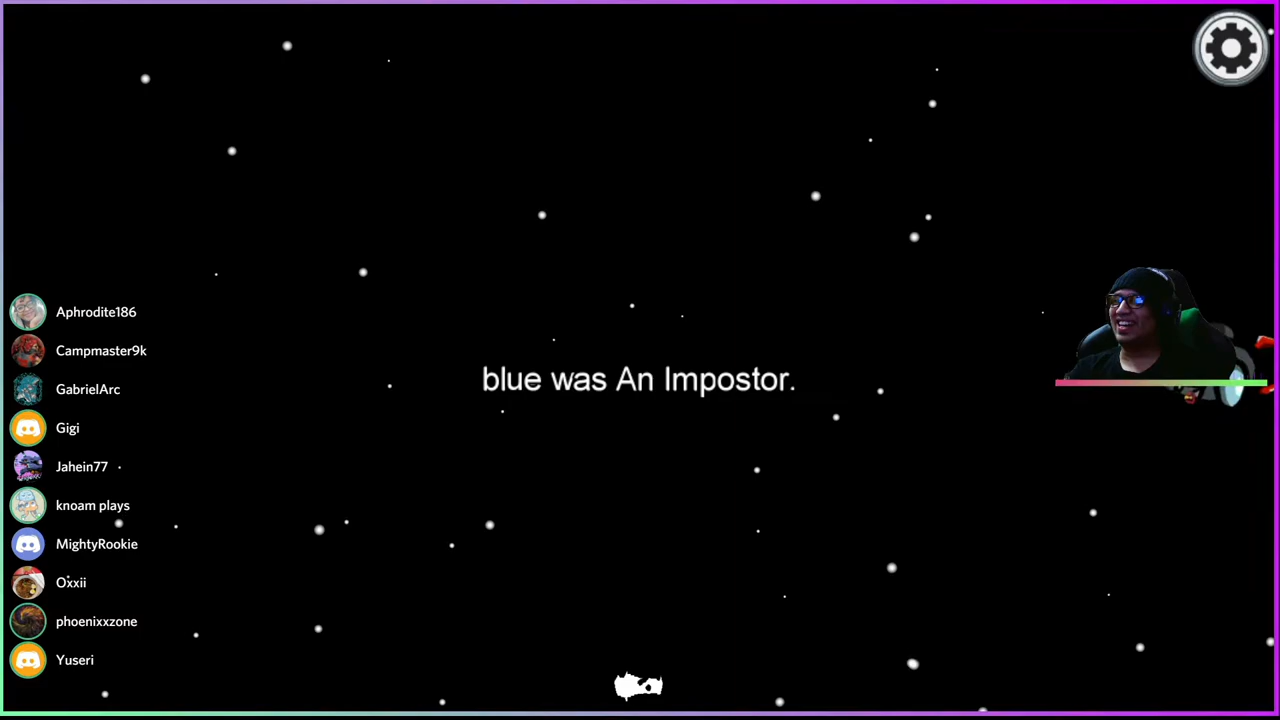 Aphrodite186
Campmaster9k
GabrielArc
Gigi
Jahein77
knoam plays
MightyRookie
Oxxii
phoenixxzone
Yuseri
blue was An Impostor.